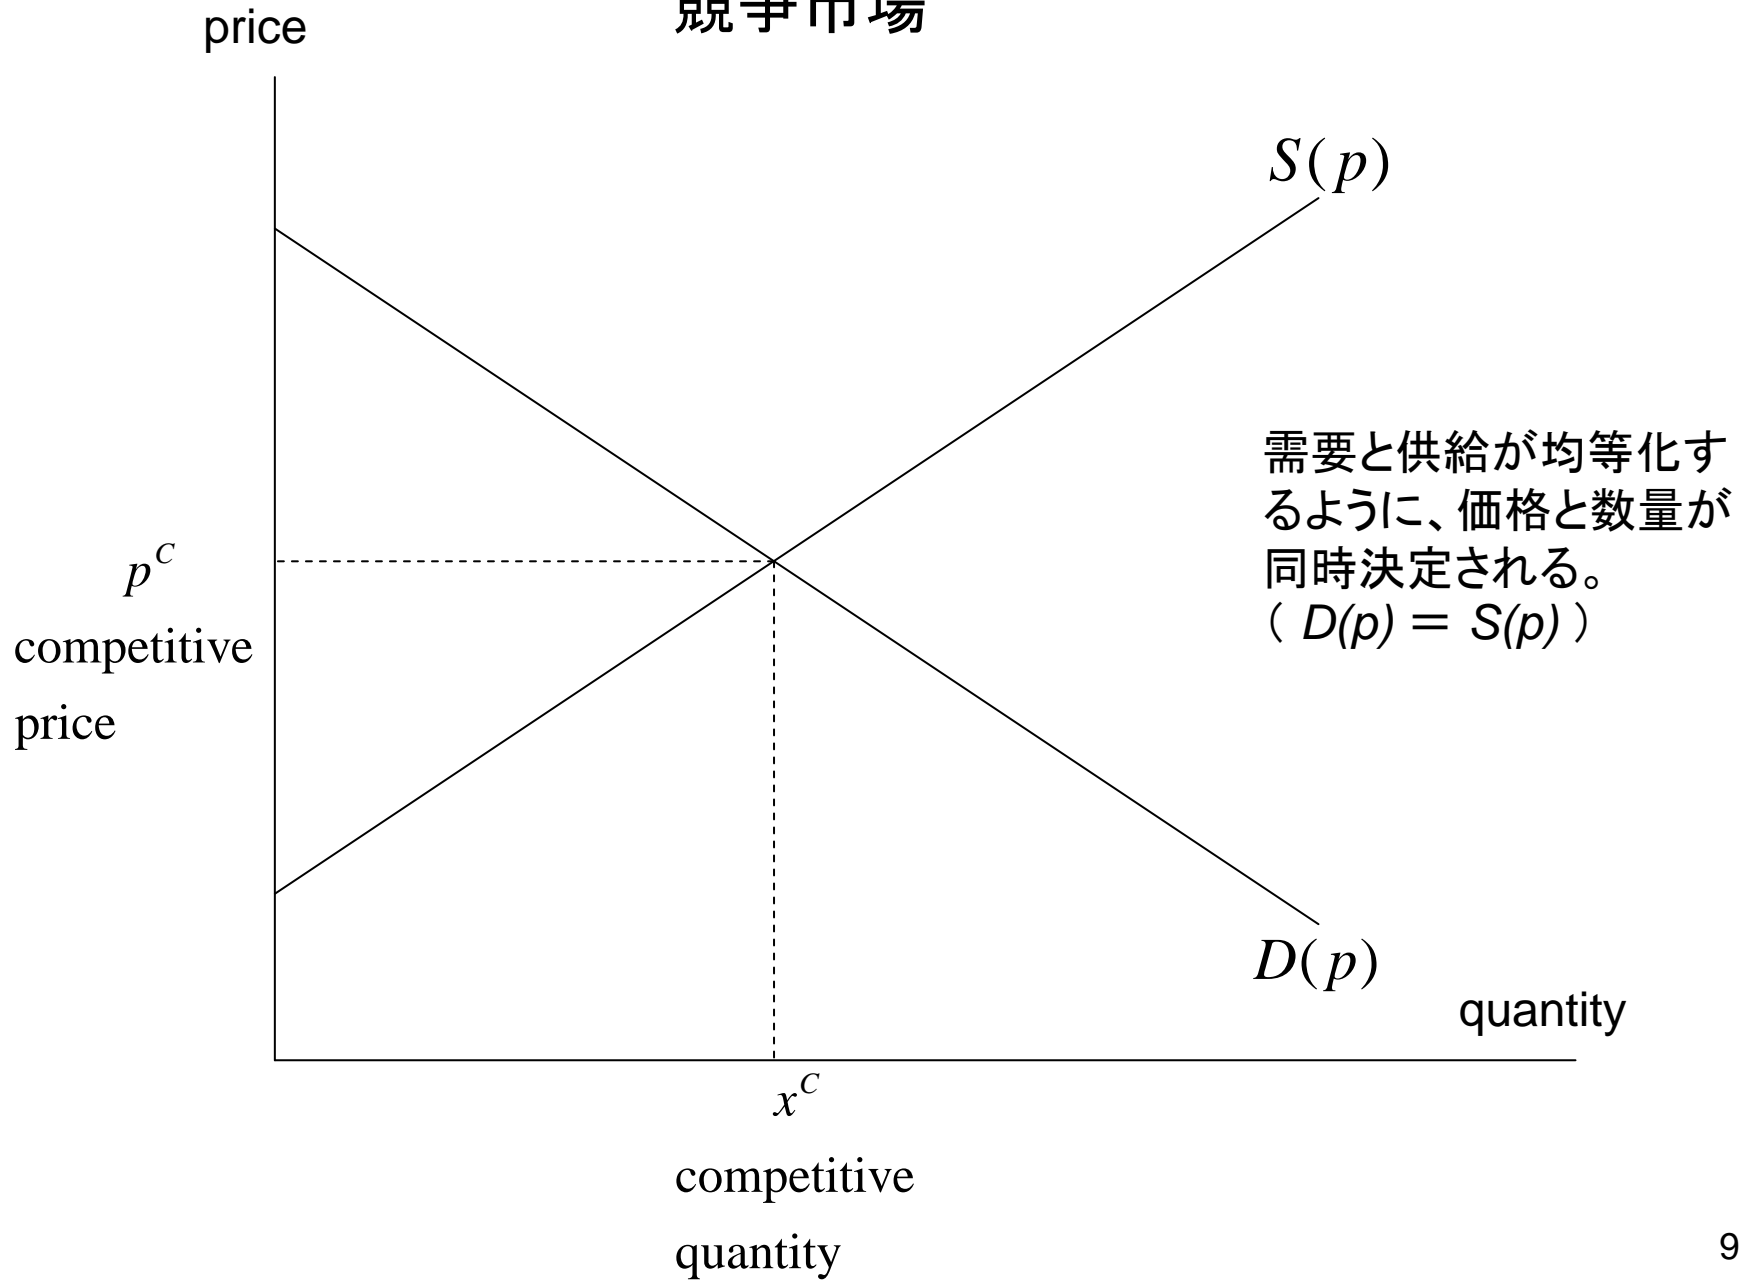 競争市場
price
S(p)
需要と供給が均等化す
るように、価格と数量が
同時決定される。
（ D(p) ＝ S(p) ）
p^C
competitive
price
D(p)
quantity
x^C
competitive
quantity
9